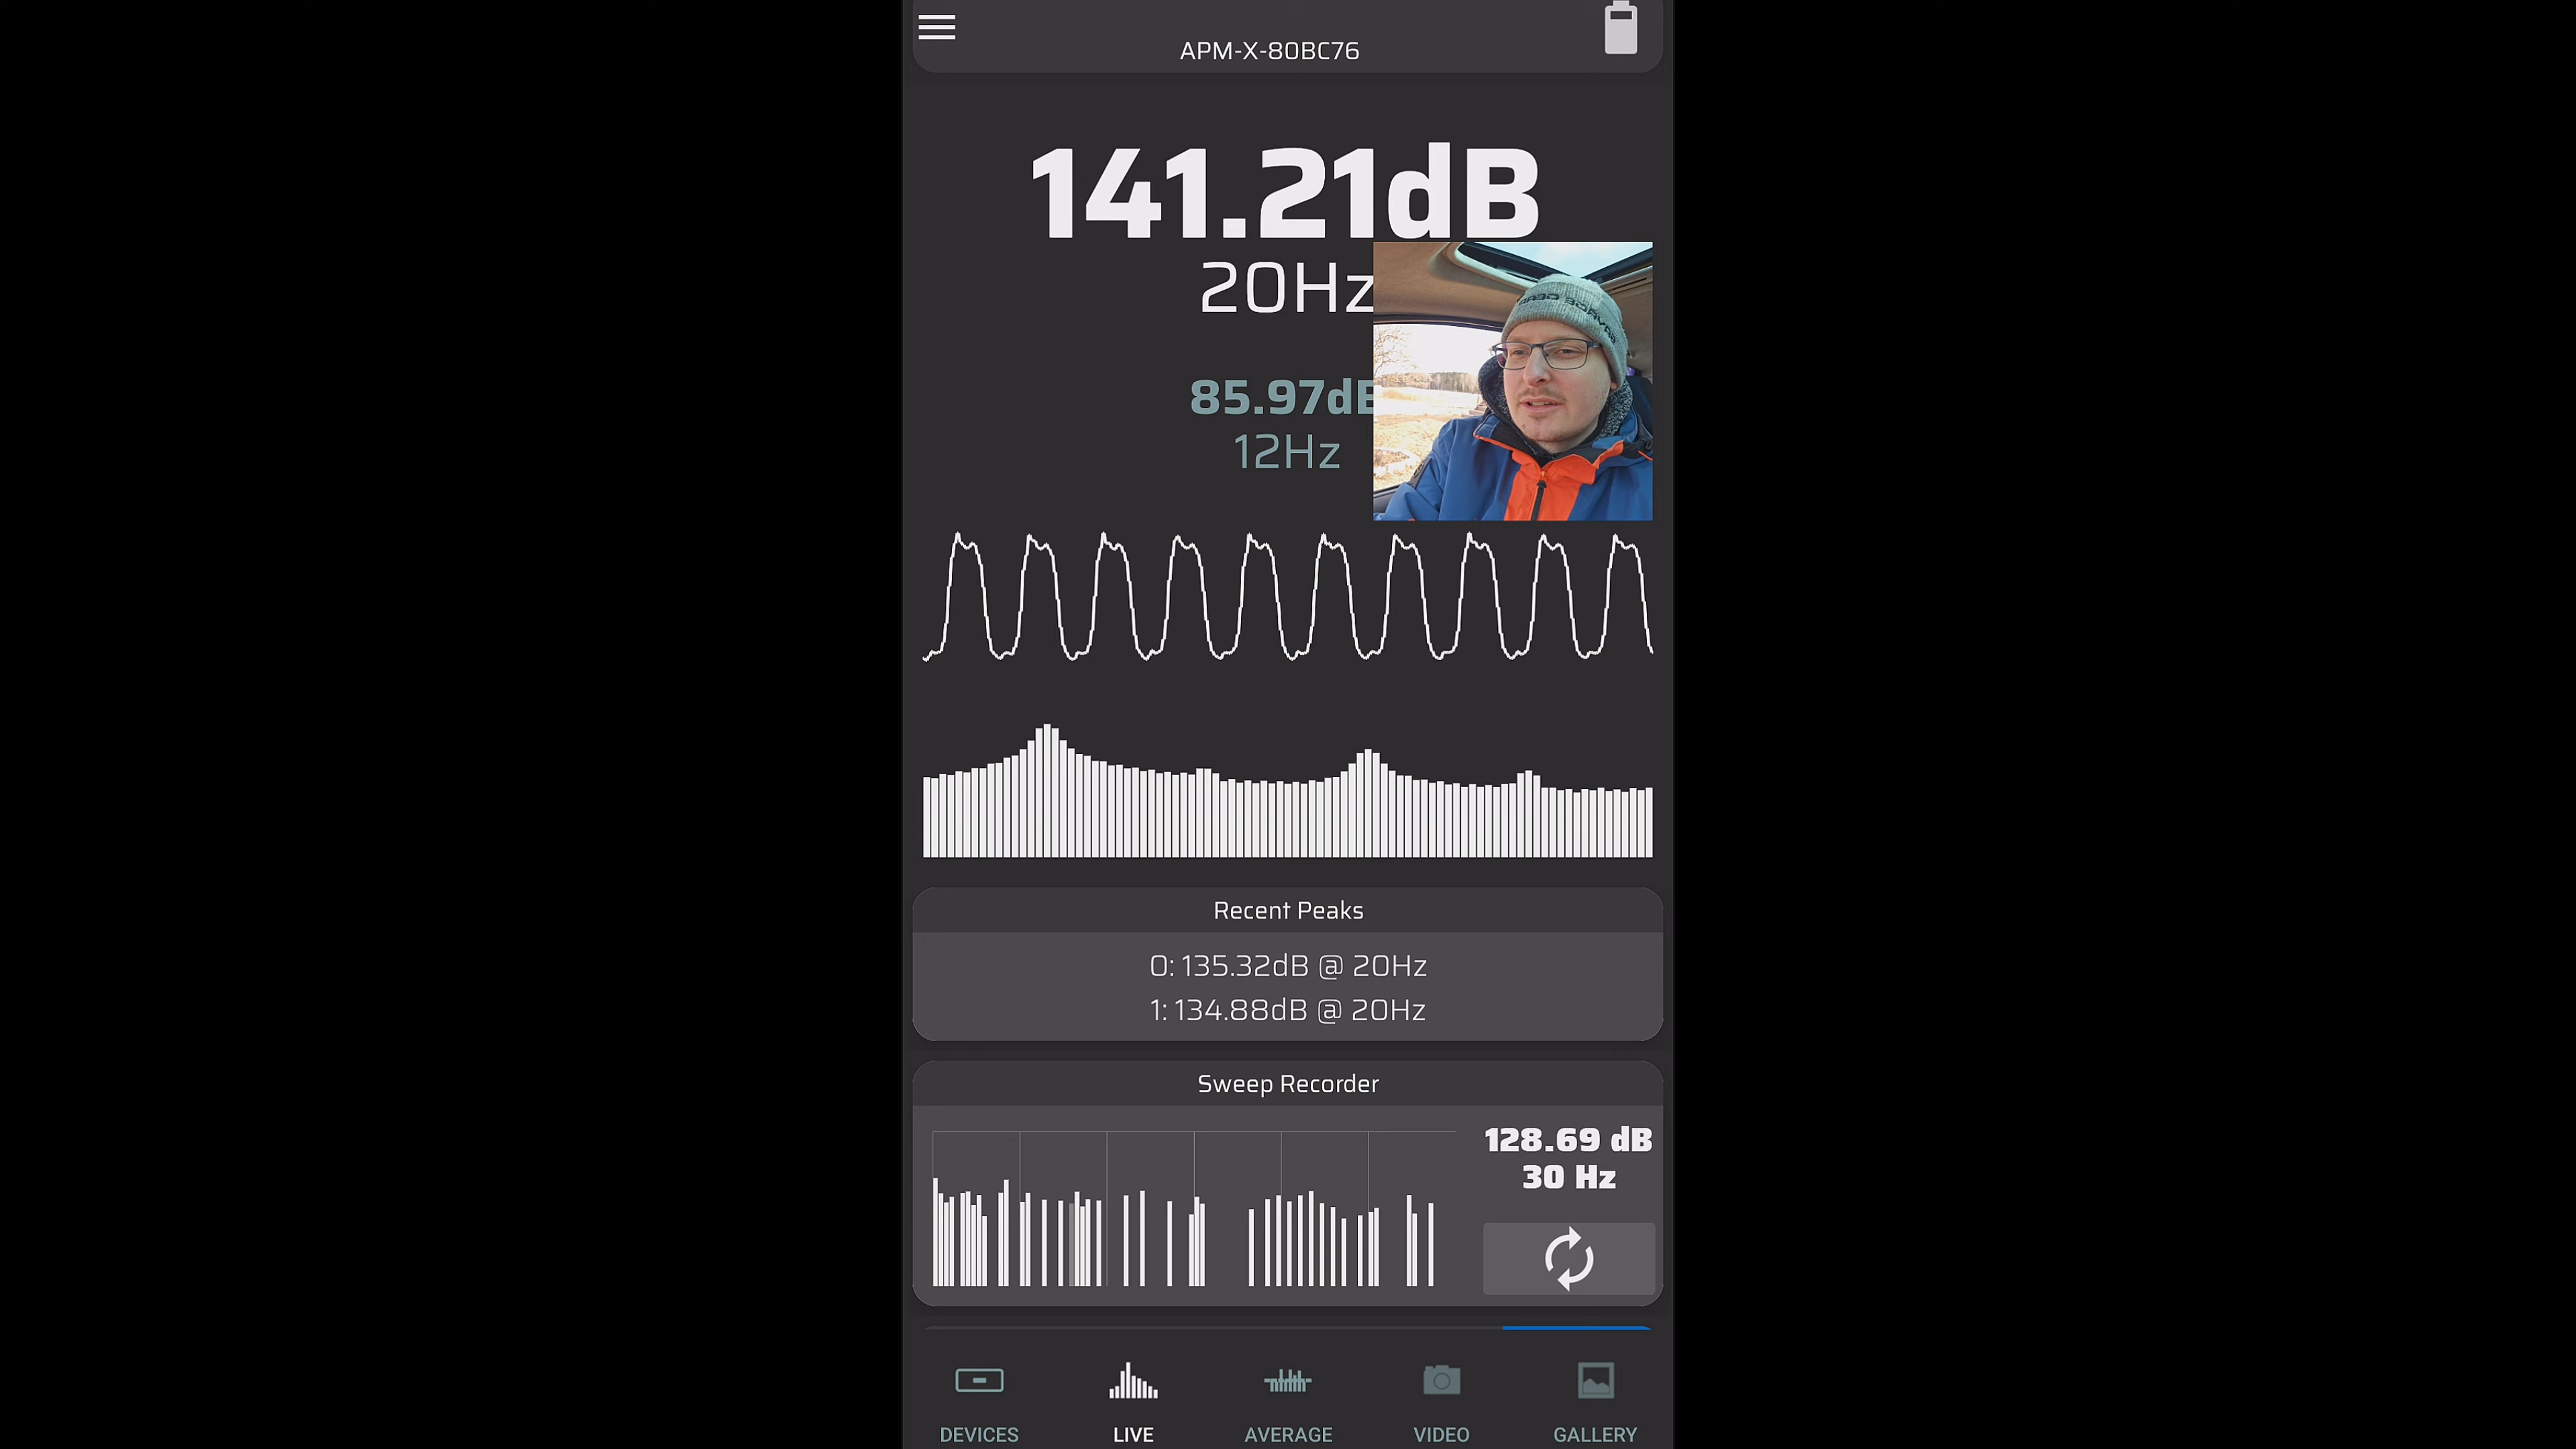 APM-X-80BC76
141.21dB
20Hz
85.97dB
12Hz
Recent Peaks
0: 135.32dB @ 20Hz
1: 134.88dB @ 20Hz
Sweep Recorder
128.69 dB
30 Hz
DEVICES LIVE AVERAGE VIDEO GALLERY